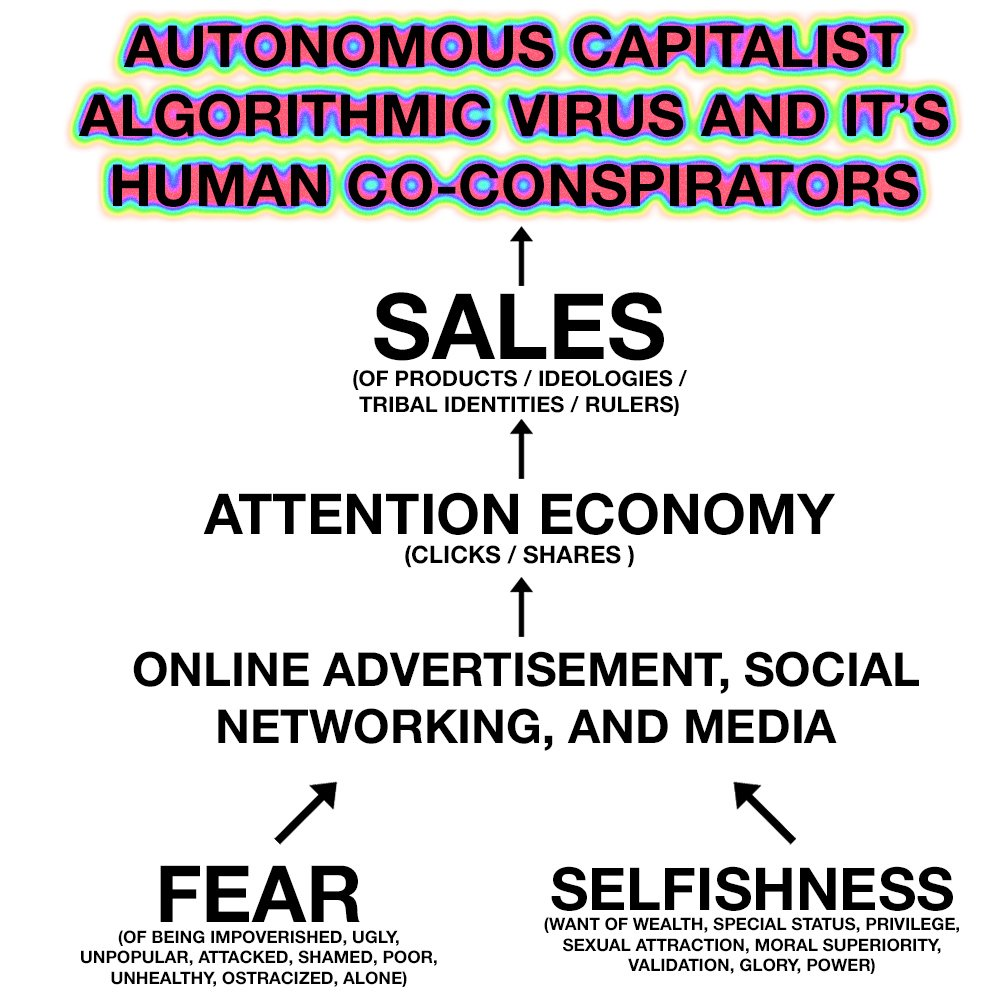 AUTONOMOUS CAPITALIST
ALGORITHMIC VIRUS AND IT'S
HUMAN CO-CONSPIRATORS
SALES
(OF PRODUCTS / IDEOLOGIES /
TRIBAL IDENTITIES / RULERS)
ATTENTION ECONOMY
(CLICKS / SHARES )
ONLINE ADVERTISEMENT, SOCIAL
NETWORKING, AND MEDIA
FEAR
(OF BEING IMPOVERISHED, UGLY,
UNPOPULAR, ATTACKED, SHAMED, POOR,
UNHEALTHY, OSTRACIZED, ALONE)
SELFISHNESS
(WANT OF WEALTH, SPECIAL STATUS, PRIVILEGE,
SEXUAL ATTRACTION, MORAL SUPERIORITY,
VALIDATION, GLORY, POWER)